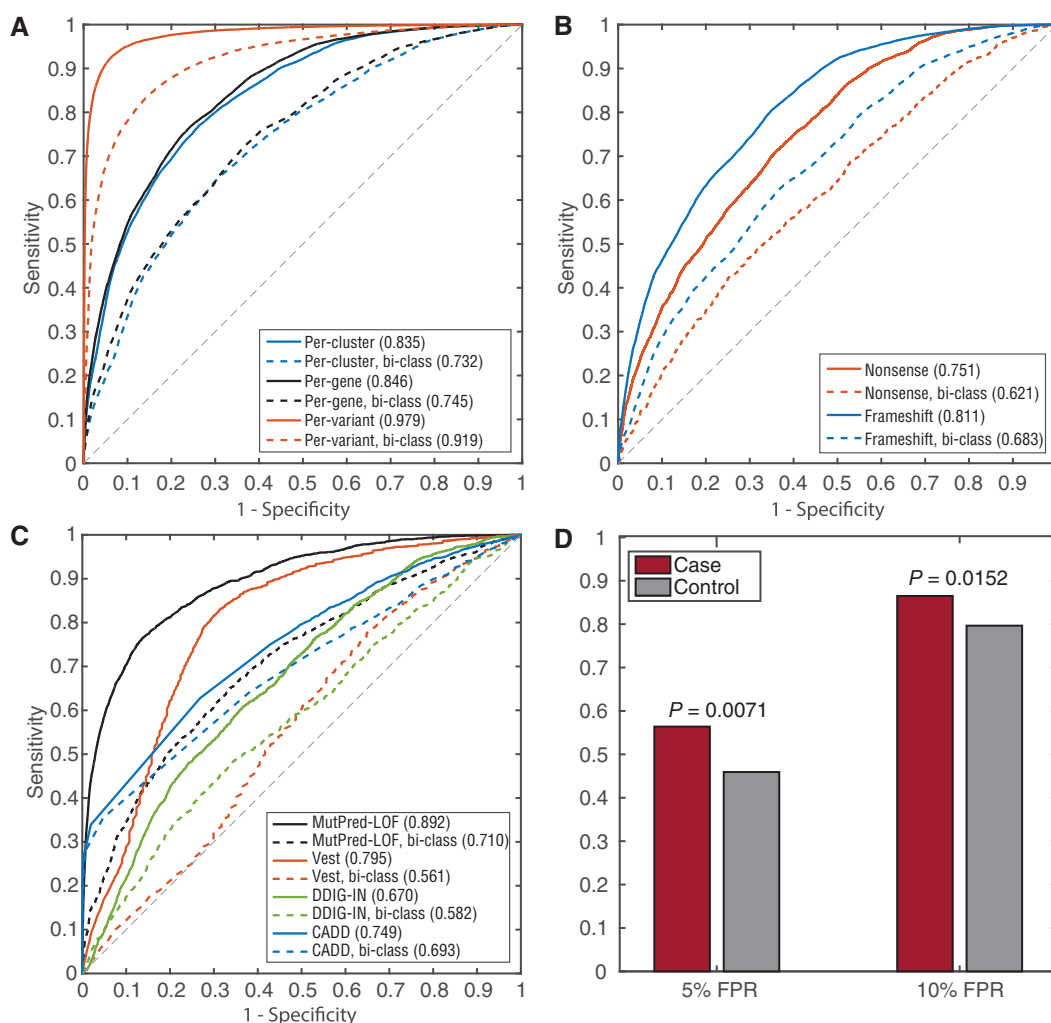 A
1
0.9
0.8
0.7
0.6
0.5
0.4
0.3
0.2
0.1
0
Sensitivity
Per-cluster (0.835)
Per-cluster, bi-class (0.732)
Per-gene (0.846)
Per-gene, bi-class (0.745)
Per-variant (0.979)
Per-variant, bi-class (0.919)
0 0.1 0.2 0.3 0.4 0.5 0.6 0.7 0.8 0.9 1
1 - Specificity
B
1
0.9
0.8
0.7
0.6
0.5
0.4
0.3
0.2
0.1
0
Sensitivity
Nonsense (0.751)
Nonsense, bi-class (0.621)
Frameshift (0.811)
Frameshift, bi-class (0.683)
0 0.1 0.2 0.3 0.4 0.5 0.6 0.7 0.8 0.9 1
1 - Specificity
C
1
0.9
0.8
0.7
0.6
0.5
0.4
0.3
0.2
0.1
0
Sensitivity
MutPred-LOF (0.892)
MutPred-LOF, bi-class (0.710)
Vest (0.795)
Vest, bi-class (0.561)
DDIG-IN (0.670)
DDIG-IN, bi-class (0.582)
CADD (0.749)
CADD, bi-class (0.693)
0 0.1 0.2 0.3 0.4 0.5 0.6 0.7 0.8 0.9 1
1 - Specificity
D
1
0.9
0.8
0.7
0.6
0.5
0.4
0.3
0.2
0.1
0
Case
Control
P = 0.0152
P = 0.0071
5% FPR
10% FPR